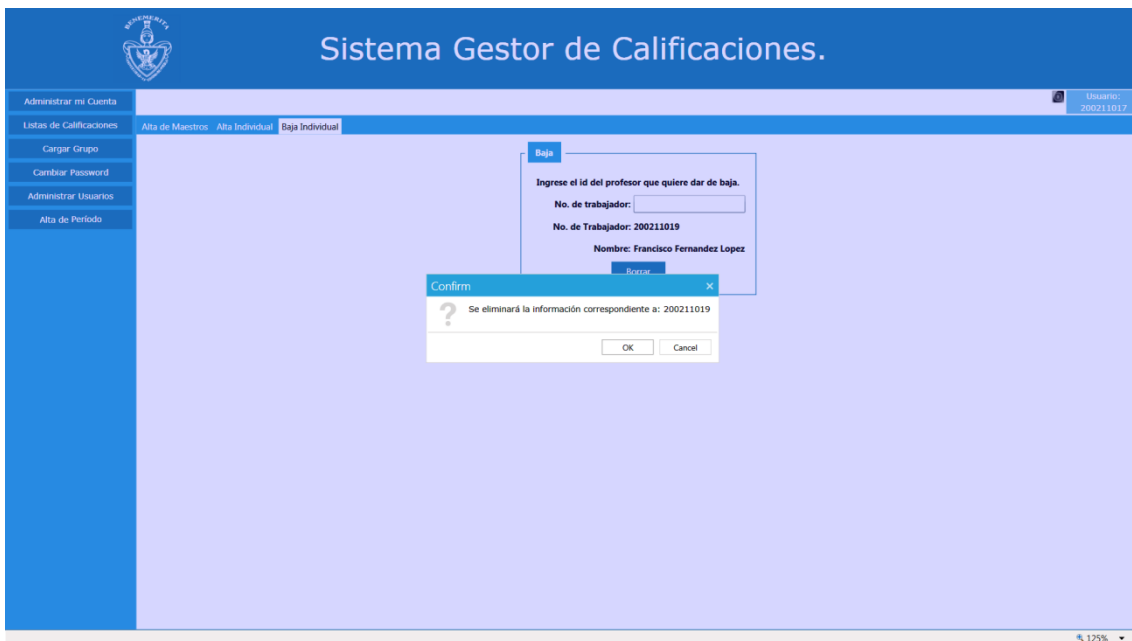 BENEMERITA
Sistema Gestor de Calificaciones.
Administrar mi Cuenta
Usuario:
200211017
Listas de Calificaciones
Alta de Maestros Alta Individual Baja Individual
Cargar Grupo
Cambiar Password
Administrar Usuarios
Alta de Período
Baja
Ingrese el id del profesor que quiere dar de baja.
No. de trabajador:
No. de Trabajador: 200211019
Nombre: Francisco Fernandez Lopez
Borrar
Confirm
Se eliminará la información correspondiente a: 200211019
OK Cancel
125%